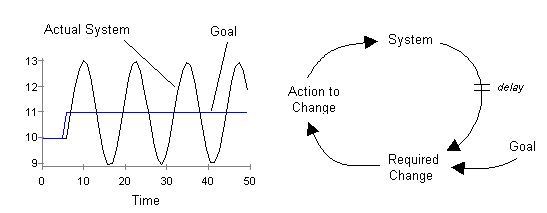 Actual System
Goal
13
12
11
10
9
0
10
20
30
40
50
Time
System
delay
Action to
Change
Goal
Required
Change